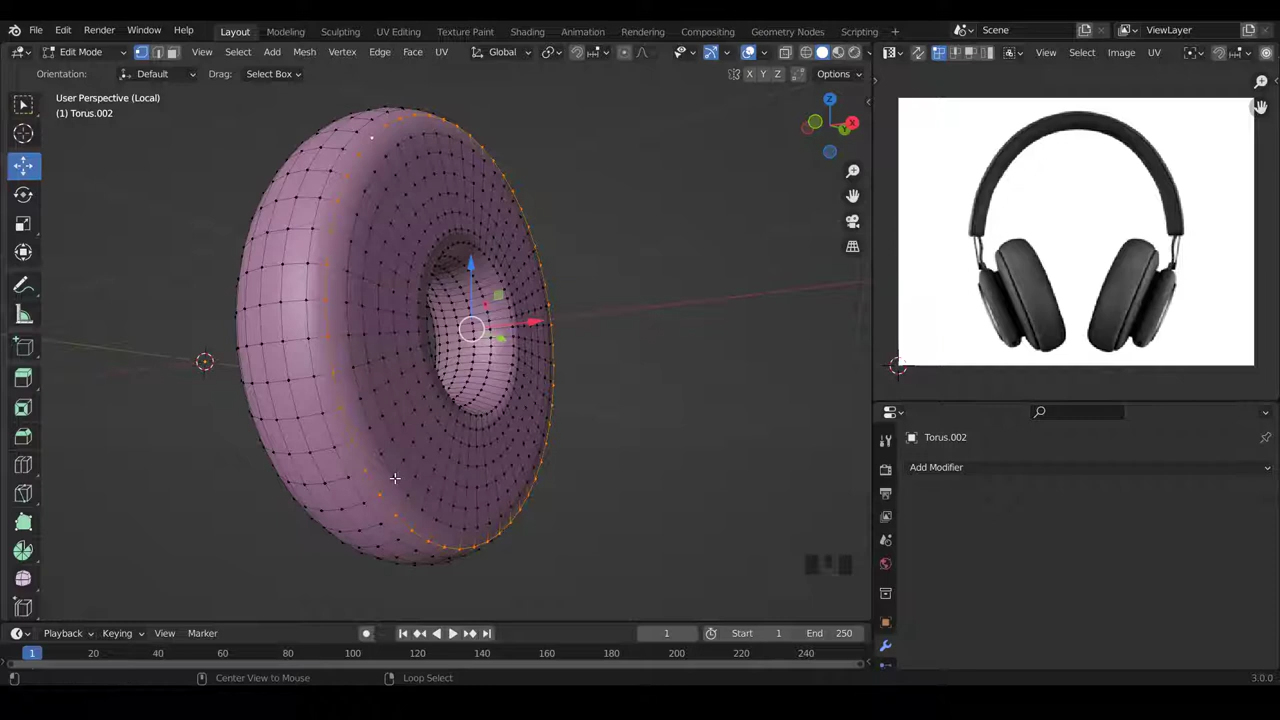 File Edit Render Window Help Layout Modeling Sculpting UV Editing Texture Paint Shading Animation Rendering Compositing Geometry Nodes Scripting Scene ViewLayer
Edit Mode View Select Add Mesh Vertex Edge Face UV Global View Select Image UV
Orientation: Default Drag: Select Box X Y Z Options
User Perspective (Local)
(1) Torus.002
Z
X
Y
Torus.002
Add Modifier
Playback Keying View Marker 1 Start 1 End 250
1 20 40 60 80 100 120 140 160 180 200 220 240
Center View to Mouse Loop Select 3.0.0